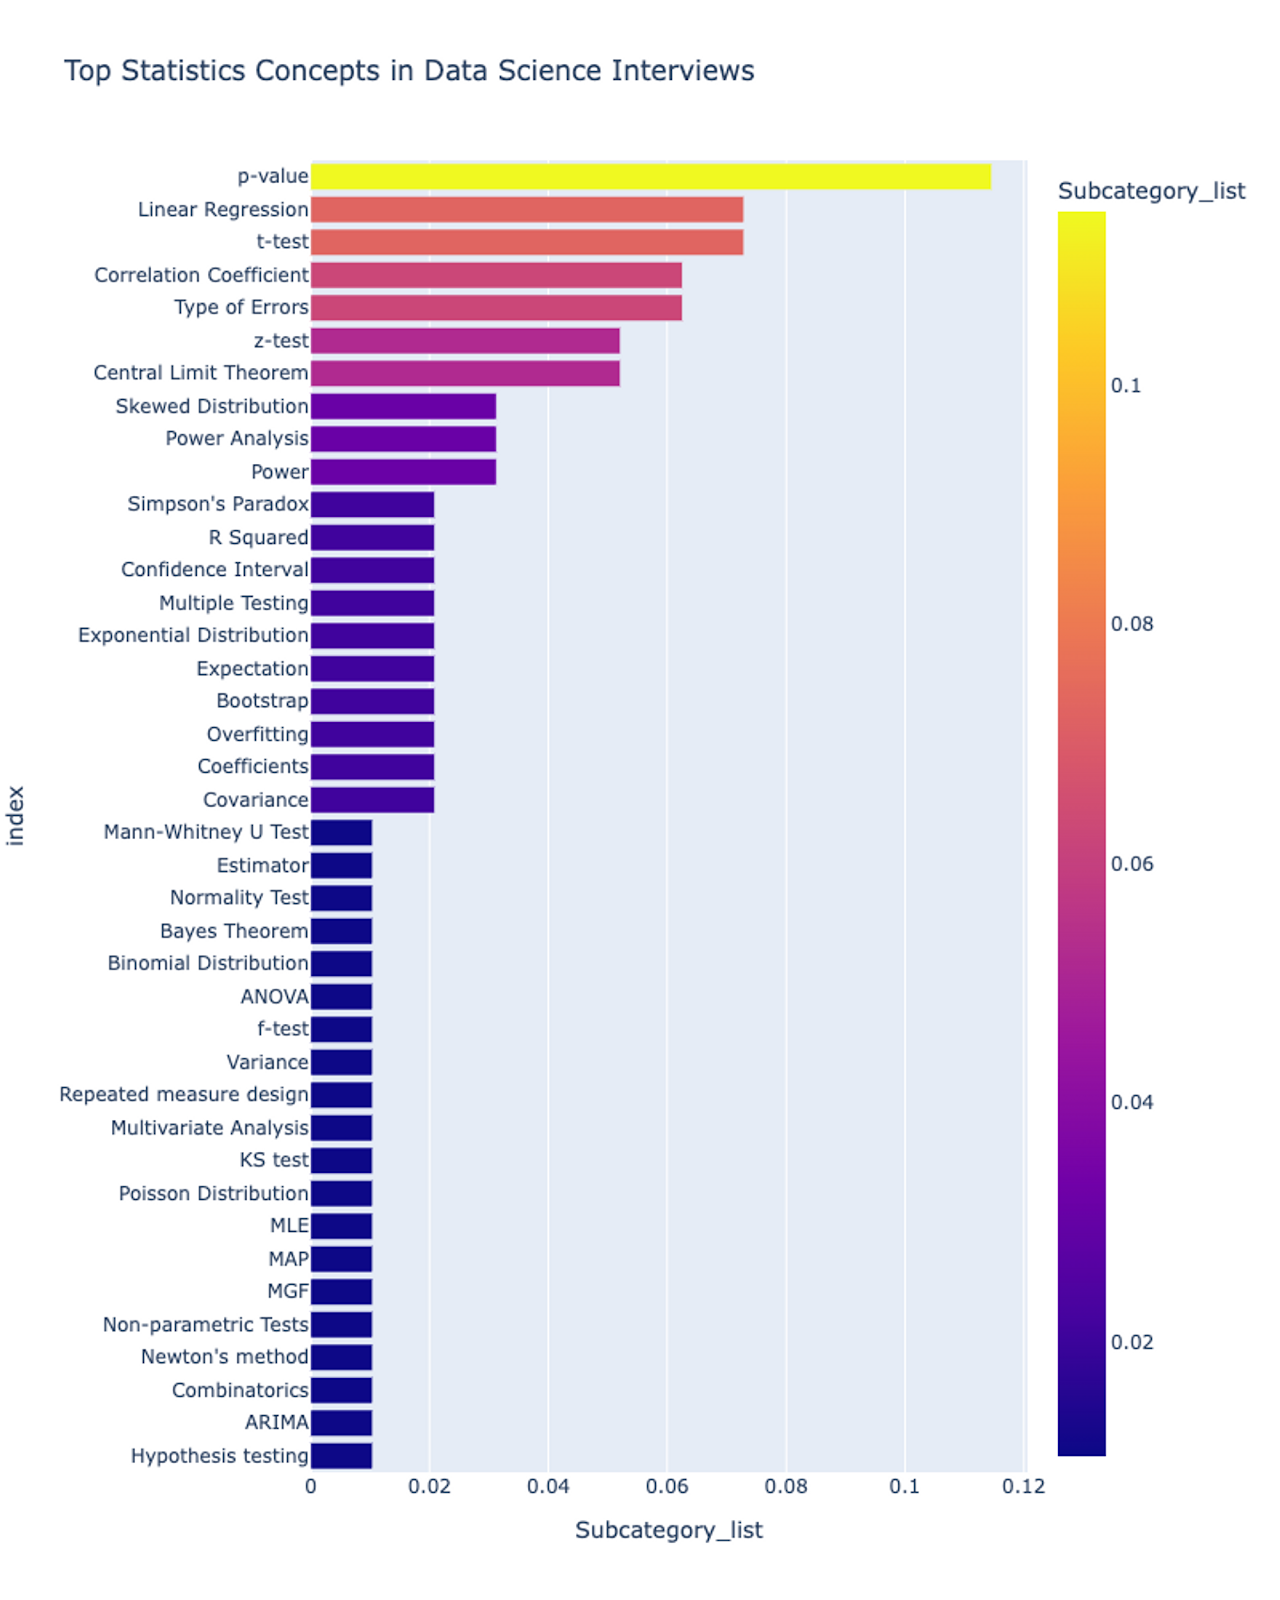 Top Statistics Concepts in Data Science Interviews
p-value
Linear Regression
t-test
Correlation Coefficient
Type of Errors
z-test
Central Limit Theorem
Skewed Distribution
Power Analysis
Power
Simpson's Paradox
R Squared
Confidence Interval
Multiple Testing
Exponential Distribution
Expectation
Bootstrap
Overfitting
Coefficients
Covariance
Mann-Whitney U Test
Estimator
Normality Test
Bayes Theorem
Binomial Distribution
ANOVA
f-test
Variance
Repeated measure design
Multivariate Analysis
KS test
Poisson Distribution
MLE
MAP
MGF
Non-parametric Tests
Newton's method
Combinatorics
ARIMA
Hypothesis testing
index
0
0.02
0.04
0.06
0.08
0.1
0.12
Subcategory_list
Subcategory_list
0.1
0.08
0.06
0.04
0.02